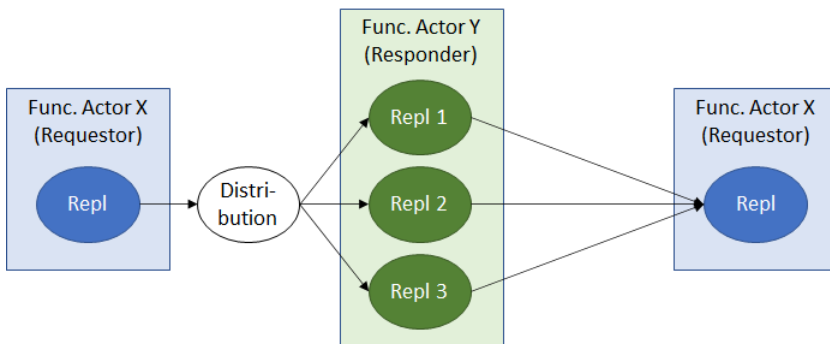 Func. Actor X
(Requestor)
Repl
Distri-
bution
Func. Actor Y
(Responder)
Repl 1
Repl 2
Repl 3
Func. Actor X
(Requestor)
Repl